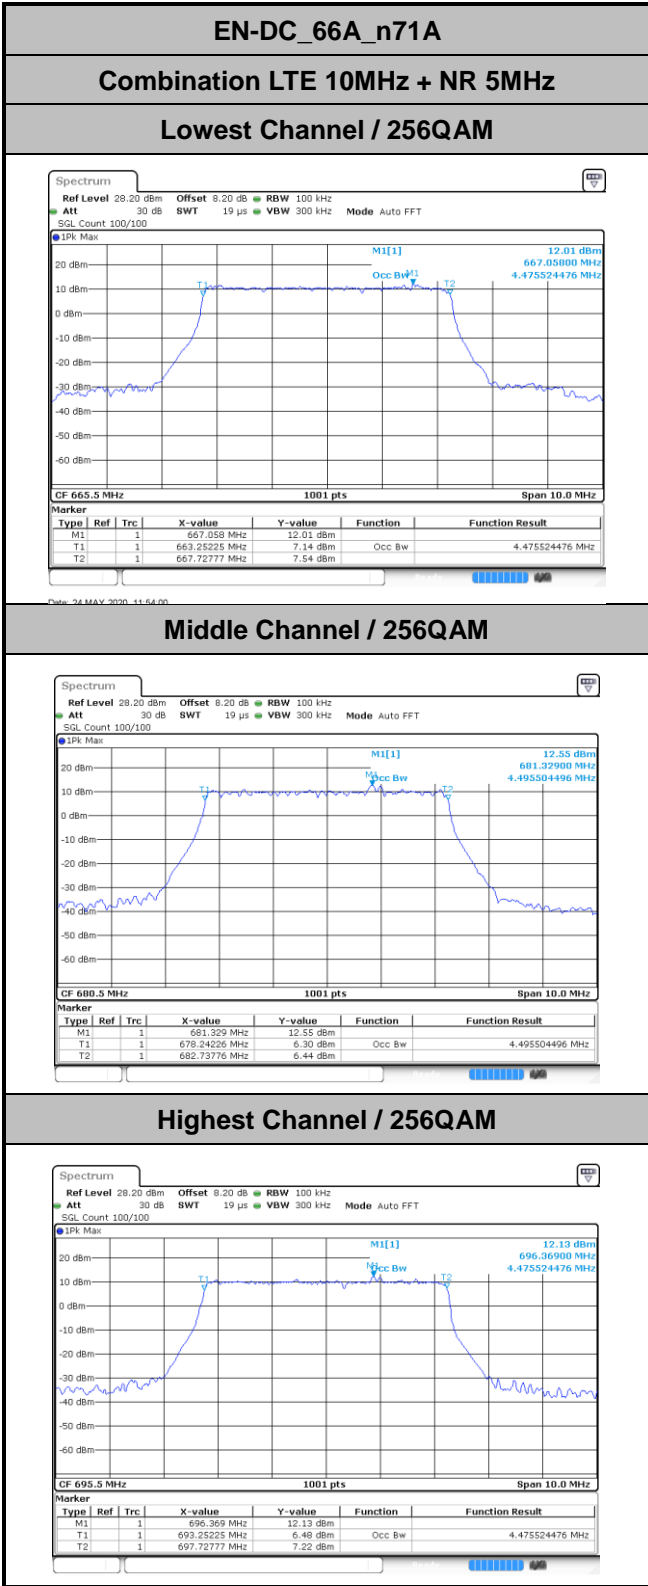 EN-DC_66A_n71A
Combination LTE 10MHz + NR 5MHz
Lowest Channel / 256QAM
Spectrum
Ref Level 28.20 dBm Offset 8.20 dB RBW 100 kHz
Att 30 dB SWT 19 µs VBW 300 kHz Mode Auto FFT
SGL Count 100/100
1Pk Max
M1[1] 12.01 dBm
667.05800 MHz
Occ Bw 4.475524476 MHz
M1
T1
T2
20 dBm
10 dBm
0 dBm
-10 dBm
-20 dBm
-30 dBm
-40 dBm
-50 dBm
-60 dBm
CF 665.5 MHz 1001 pts Span 10.0 MHz
Marker
Type Ref Trc X-value Y-value Function Function Result
M1 1 667.058 MHz 12.01 dBm
T1 1 663.25225 MHz 7.14 dBm Occ Bw 4.475524476 MHz
T2 1 667.72777 MHz 7.54 dBm
Date: 24.MAY.2020 11:54:00
Middle Channel / 256QAM
Spectrum
Ref Level 28.20 dBm Offset 8.20 dB RBW 100 kHz
Att 30 dB SWT 19 µs VBW 300 kHz Mode Auto FFT
SGL Count 100/100
1Pk Max
M1[1] 12.55 dBm
681.32900 MHz
Occ Bw 4.495504496 MHz
M1
T1
T2
20 dBm
10 dBm
0 dBm
-10 dBm
-20 dBm
-30 dBm
-40 dBm
-50 dBm
-60 dBm
CF 680.5 MHz 1001 pts Span 10.0 MHz
Marker
Type Ref Trc X-value Y-value Function Function Result
M1 1 681.329 MHz 12.55 dBm
T1 1 678.24226 MHz 6.30 dBm Occ Bw 4.495504496 MHz
T2 1 682.73776 MHz 6.44 dBm
Highest Channel / 256QAM
Spectrum
Ref Level 28.20 dBm Offset 8.20 dB RBW 100 kHz
Att 30 dB SWT 19 µs VBW 300 kHz Mode Auto FFT
SGL Count 100/100
1Pk Max
M1[1] 12.13 dBm
696.36900 MHz
Occ Bw 4.475524476 MHz
M1
T1
T2
20 dBm
10 dBm
0 dBm
-10 dBm
-20 dBm
-30 dBm
-40 dBm
-50 dBm
-60 dBm
CF 695.5 MHz 1001 pts Span 10.0 MHz
Marker
Type Ref Trc X-value Y-value Function Function Result
M1 1 696.369 MHz 12.13 dBm
T1 1 693.25225 MHz 6.48 dBm Occ Bw 4.475524476 MHz
T2 1 697.72777 MHz 7.22 dBm